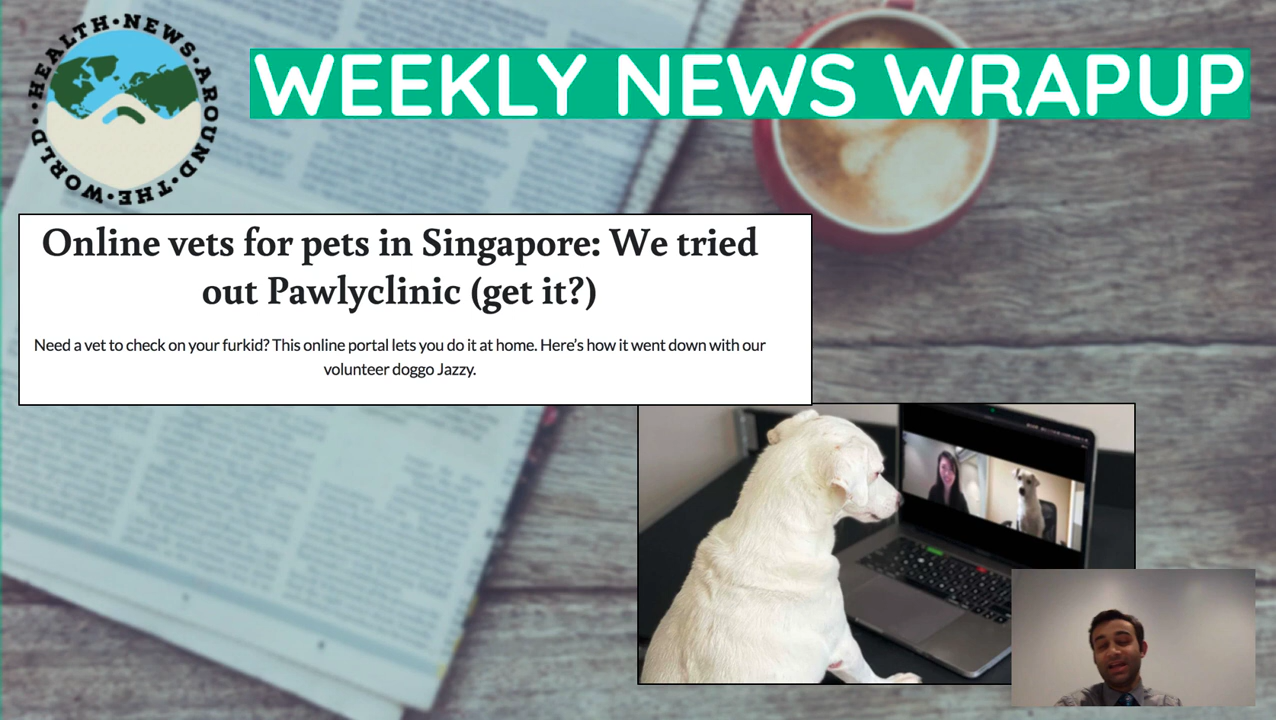 HEALTH·NEWS·AROUND·THE·WORLD·
WEEKLY NEWS WRAPUP
Online vets for pets in Singapore: We tried
out Pawlyclinic (get it?)
Need a vet to check on your furkid? This online portal lets you do it at home. Here's how it went down with our
volunteer doggo Jazzy.